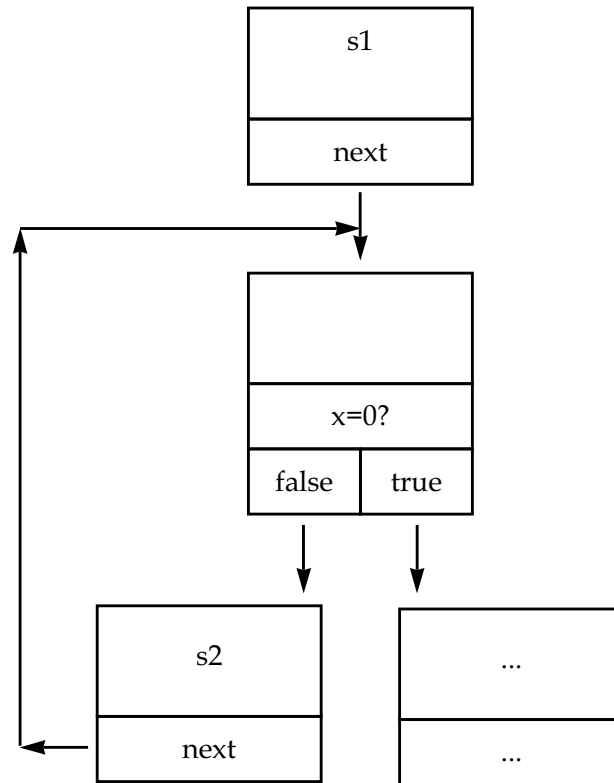 s1
next
x=0?
false true
s2
...
next
...